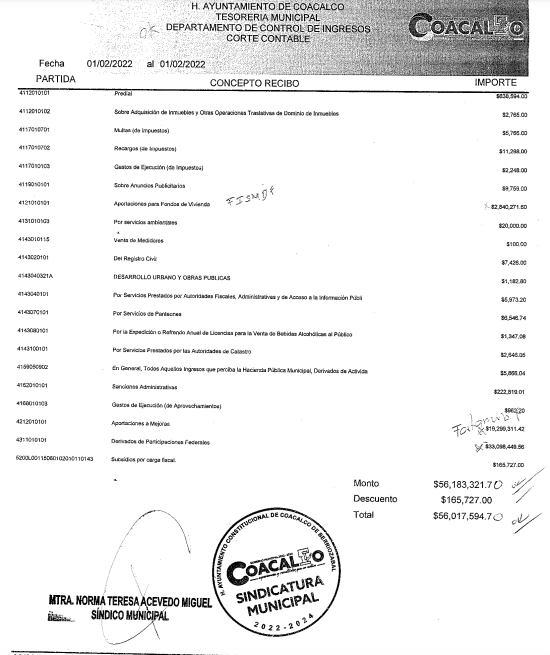 H. AYUNTAMIENTO DE COACALCO
TESORERIA MUNICIPAL
DEPARTAMENTO DE CONTROL DE INGRESOS
CORTE CONTABLE
OK
COACALCO
Fecha 01/02/2022 al 01/02/2022
PARTIDA CONCEPTO RECIBO IMPORTE
4112010101 Predial $638,594.00
4112010102 Sobre Adquisición de Inmuebles y Otras Operaciones Traslativas de Dominio de Inmuebles $2,765.00
4117010701 Multas (de Impuestos) $5,766.00
4117010702 Recargos (de Impuestos) $11,298.00
4117010103 Gastos de Ejecución (de Impuestos) $2,248.00
4119010101 Sobre Anuncios Publicitarios $9,759.00
4121010101 Aportaciones para Fondos de Vivienda FISMDF $2,840,271.60
4131010103 Por servicios ambientales $20,000.00
4143010115 Venta de Medidores $100.00
4143020101 Del Registro Civil $7,426.00
4143040321A DESARROLLO URBANO Y OBRAS PUBLICAS $1,182.80
4143040101 Por Servicios Prestados por Autoridades Fiscales, Administrativas y de Acceso a la Información Públi $5,973.20
4143070101 Por Servicios de Panteones $6,546.74
4143080101 Por la Expedición o Refrendo Anual de Licencias para la Venta de Bebidas Alcohólicas al Público $1,347.08
4143100101 Por Servicios Prestados por las Autoridades de Catastro $2,646.05
4159050902 En General, Todos Aquellos Ingresos que perciba la Hacienda Pública Municipal, Derivados de Activida $5,866.04
4162010101 Sanciones Administrativas $222,819.01
4168010103 Gastos de Ejecución (de Aprovechamientos) $962.20
4212010101 Aportaciones a Mejoras $19,299,311.42
4311010101 Derivados de Participaciones Federales $33,098,449.56
Subsidios por carga fiscal. $165,727.00
Monto $56,183,321.70
Descuento $165,727.00
Total $56,017,594.70
H. AYUNTAMIENTO CONSTITUCIONAL DE COACALCO DE BERRIOZABAL
COACALCO
SINDICATURA
MUNICIPAL
2022-2024
MTRA. NORMA TERESA ACEVEDO MIGUEL
SÍNDICO MUNICIPAL